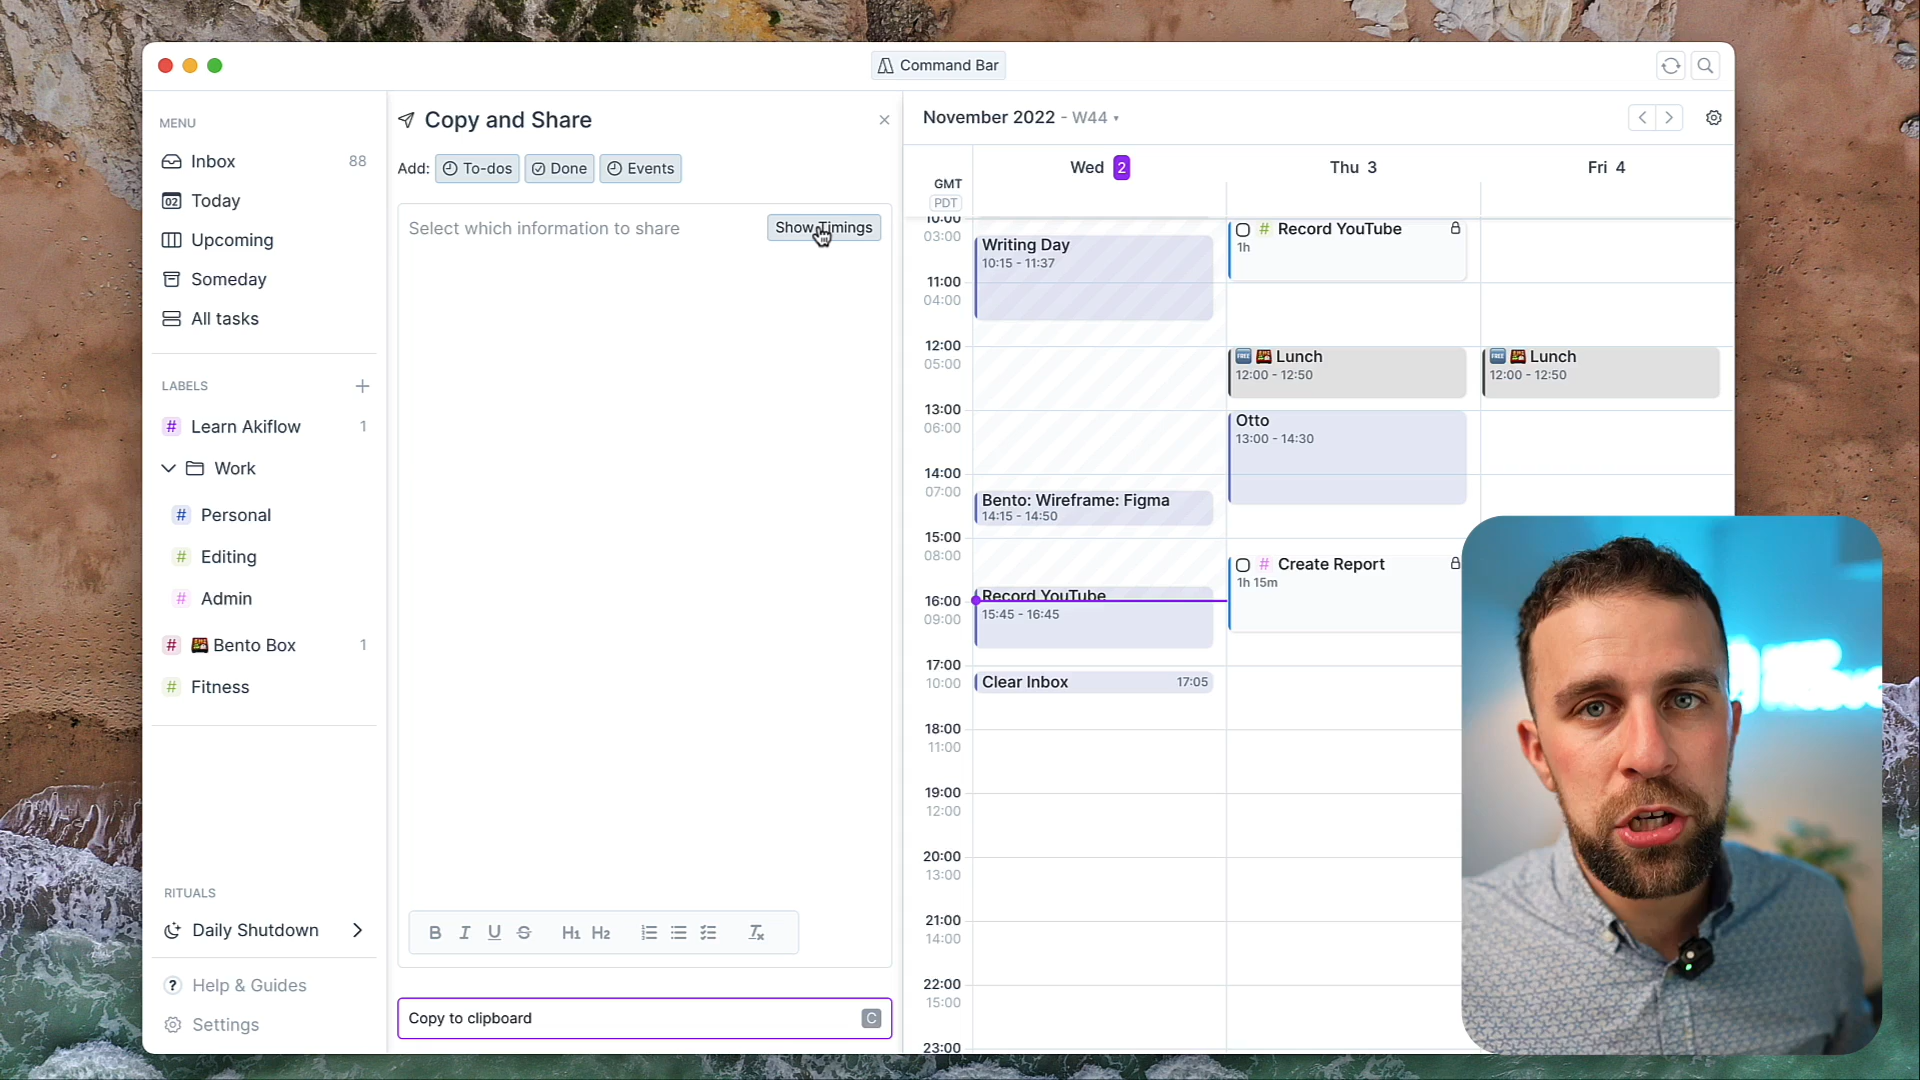 Command Bar
MENU
Inbox 88
Today
Upcoming
Someday
All tasks
LABELS
# Learn Akiflow 1
Work
# Personal
# Editing
# Admin
# Bento Box 1
# Fitness
RITUALS
Daily Shutdown
Help & Guides
Settings
Copy and Share
Add: To-dos Done Events
Select which information to share
Show Timings
B I U S H1 H2
Copy to clipboard C
November 2022 - W44
Wed 2
Thu 3
Fri 4
GMT
PDT
10:00
03:00
11:00
04:00
12:00
05:00
13:00
06:00
14:00
07:00
15:00
08:00
16:00
09:00
17:00
10:00
18:00
11:00
19:00
12:00
20:00
13:00
21:00
14:00
22:00
15:00
23:00
Writing Day
10:15 - 11:37
Bento: Wireframe: Figma
14:15 - 14:50
Record YouTube
15:45 - 16:45
Clear Inbox 17:05
# Record YouTube
1h
FREE Lunch
12:00 - 12:50
Otto
13:00 - 14:30
# Create Report
1h 15m
FREE Lunch
12:00 - 12:50